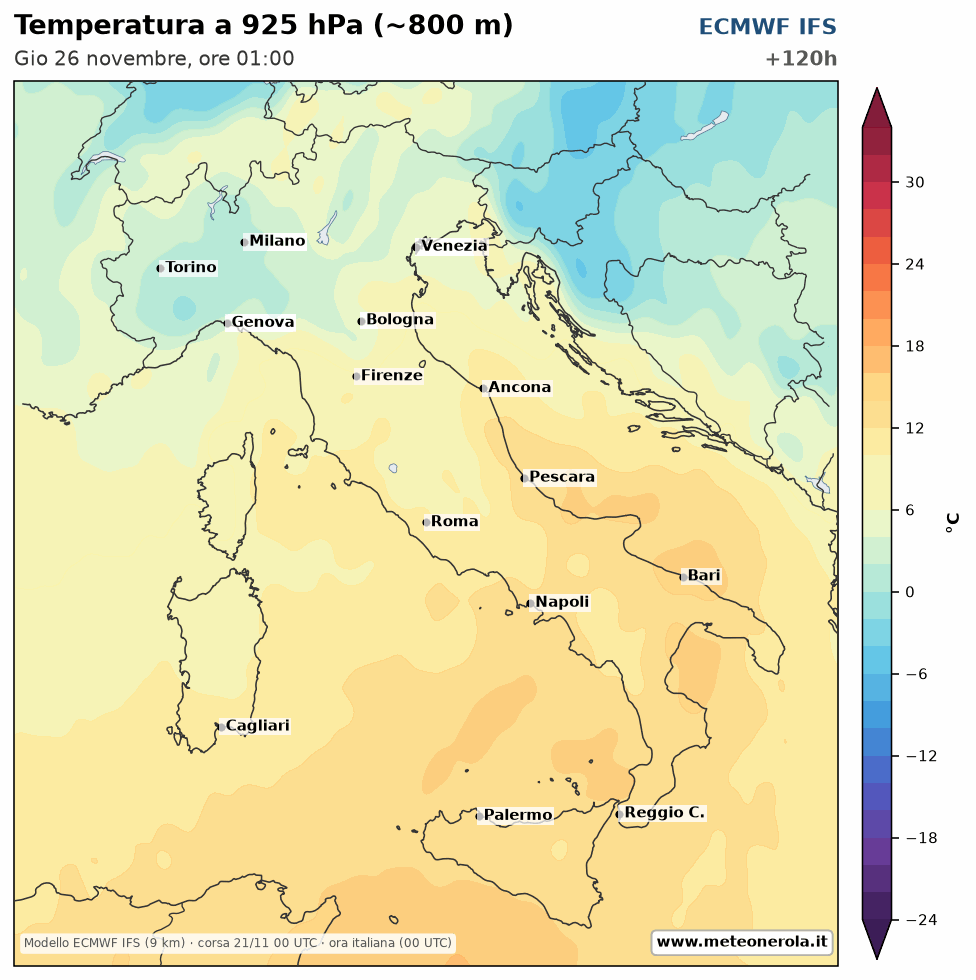 Temperatura a 925 hPa (~800 m)
ECMWF IFS
Gio 26 novembre, ore 01:00
+120h
Milano
Venezia
Torino
Genova
Bologna
Firenze
Ancona
Pescara
Roma
Bari
Napoli
Cagliari
Palermo
Reggio C.
30
24
18
12
6
0
−6
−12
−18
−24
°C
Modello ECMWF IFS (9 km) · corsa 21/11 00 UTC · ora italiana (00 UTC)
www.meteonerola.it